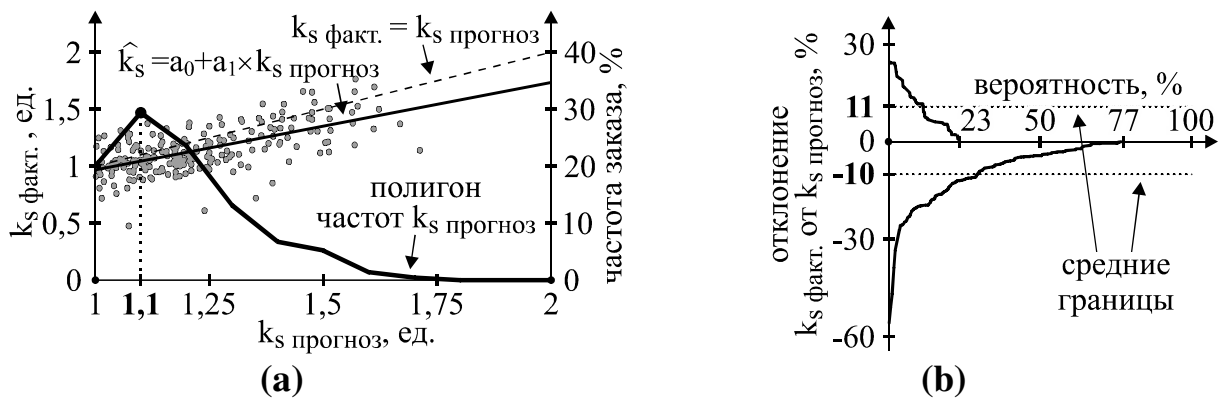 2
1,5
1
0,5
0
k_s факт. , ед.
k_s факт. = k_s прогноз
k̂_s =a₀+a₁×k_s прогноз
полигон
частот k_s прогноз
40
30
20
10
0
частота заказа, %
1 1,1 1,25 1,5 1,75 2
k_s прогноз, ед.
(a)
отклонение
k_s факт. от k_s прогноз, %
30
11
0
-10
-30
-60
вероятность, %
23 50 77 100
средние
границы
(b)